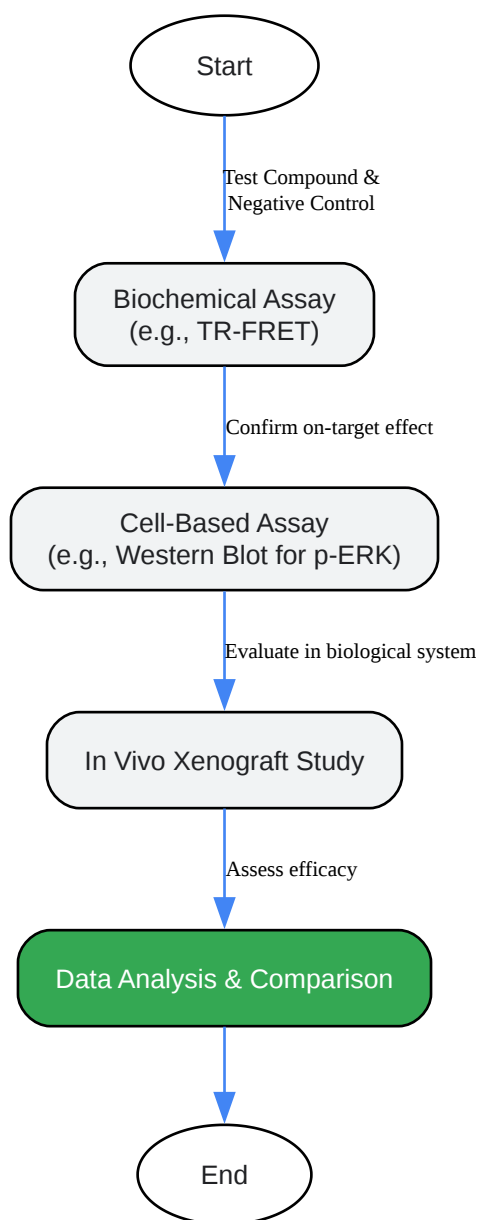 Start
Test Compound &
Negative Control
Biochemical Assay
(e.g., TR-FRET)
Confirm on-target effect
Cell-Based Assay
(e.g., Western Blot for p-ERK)
Evaluate in biological system
In Vivo Xenograft Study
Assess efficacy
Data Analysis & Comparison
End